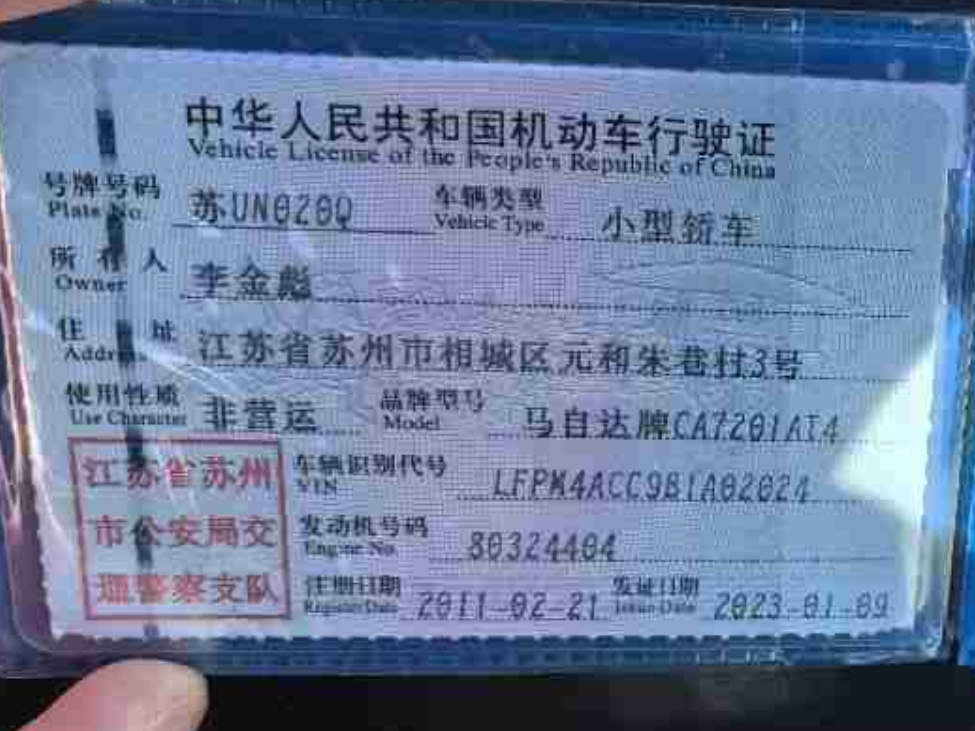 中华人民共和国机动车行驶证
Vehicle License of the People's Republic of China
号牌号码 苏UN020Q 车辆类型 小型轿车
Plate No. Vehicle Type
所有人 李金彪
Owner
住址 江苏省苏州市相城区元和朱巷村3号
Address
使用性质 非营运 品牌型号 马自达牌CA7201AT4
Use Character Model
江苏省苏州 车辆识别代号 LFPM4ACC9B1A02024
VIN
市公安局交 发动机号码 80324404
Engine No.
通警察支队 注册日期 2011-02-21 发证日期 2023-01-09
Register Date Issue Date